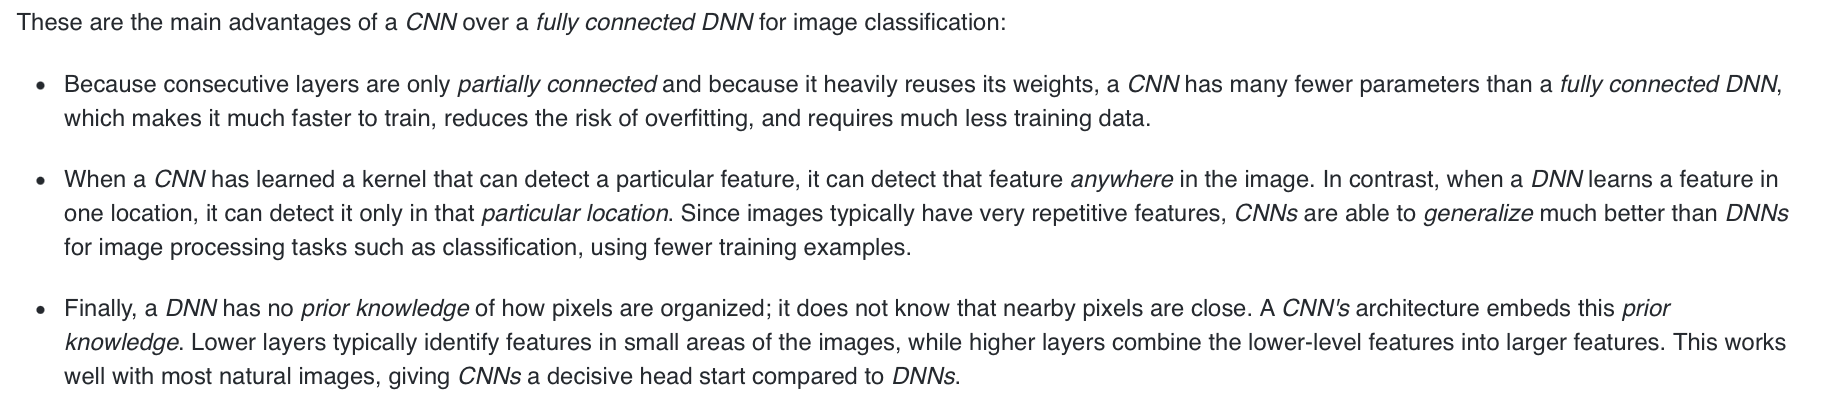 These are the main advantages of a CNN over a fully connected DNN for image classification:
• Because consecutive layers are only partially connected and because it heavily reuses its weights, a CNN has many fewer parameters than a fully connected DNN,
which makes it much faster to train, reduces the risk of overfitting, and requires much less training data.
• When a CNN has learned a kernel that can detect a particular feature, it can detect that feature anywhere in the image. In contrast, when a DNN learns a feature in
one location, it can detect it only in that particular location. Since images typically have very repetitive features, CNNs are able to generalize much better than DNNs
for image processing tasks such as classification, using fewer training examples.
• Finally, a DNN has no prior knowledge of how pixels are organized; it does not know that nearby pixels are close. A CNN's architecture embeds this prior
knowledge. Lower layers typically identify features in small areas of the images, while higher layers combine the lower-level features into larger features. This works
well with most natural images, giving CNNs a decisive head start compared to DNNs.